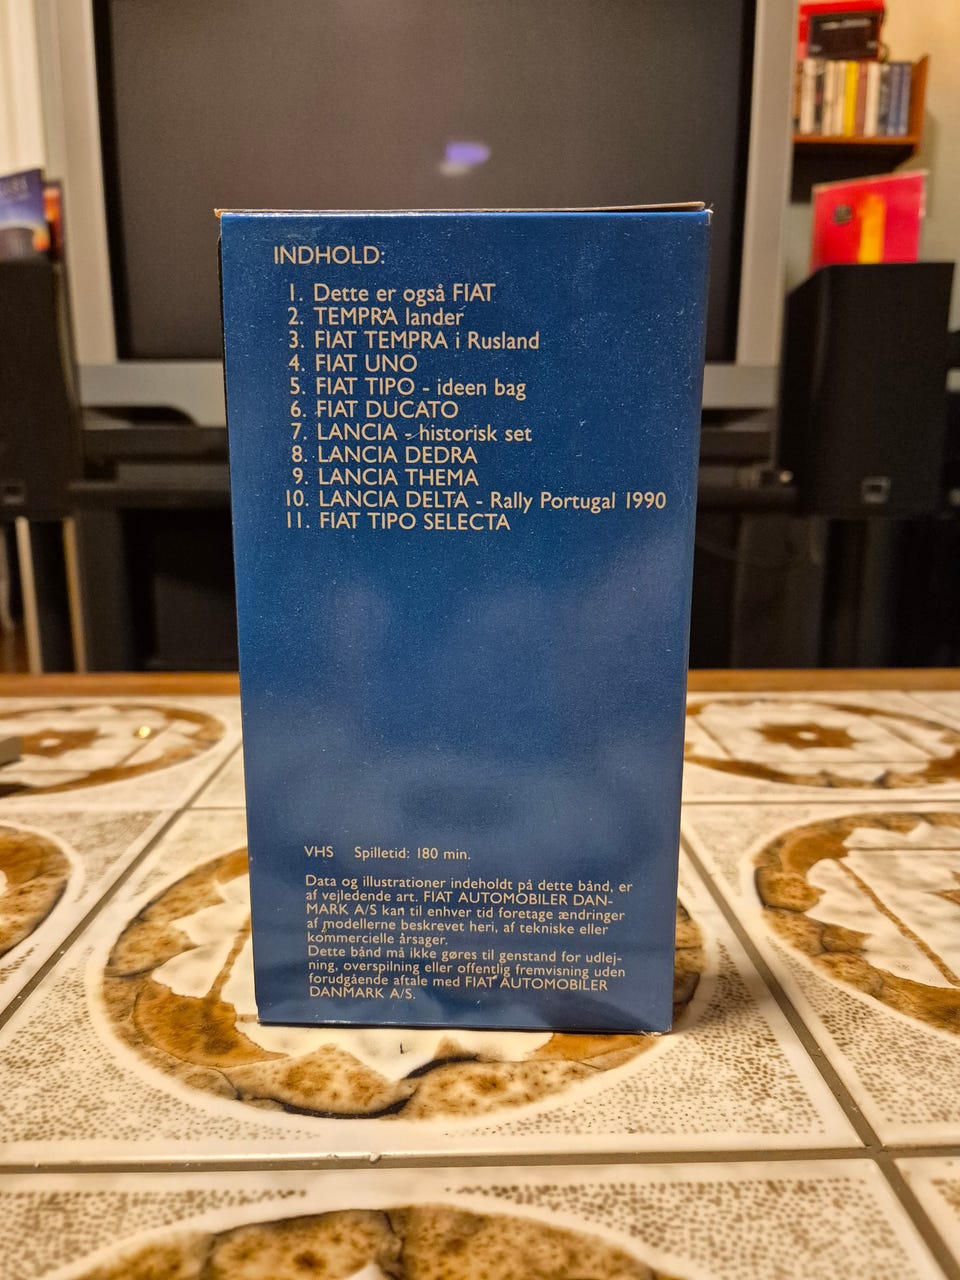 INDHOLD:
1. Dette er også FIAT
2. TEMPRA lander
3. FIAT TEMPRA i Rusland
4. FIAT UNO
5. FIAT TIPO - ideen bag
6. FIAT DUCATO
7. LANCIA - historisk set
8. LANCIA DEDRA
9. LANCIA THEMA
10. LANCIA DELTA - Rally Portugal 1990
11. FIAT TIPO SELECTA
VHS Spilletid: 180 min.
Data og illustrationer indeholdt på dette bånd, er
af vejledende art. FIAT AUTOMOBILER DAN-
MARK A/S kan til enhver tid foretage ændringer
af modellerne beskrevet heri, af tekniske eller
kommercielle årsager.
Dette bånd må ikke gøres til genstand for udlej-
ning, overspilning eller offentlig fremvisning uden
forudgående aftale med FIAT AUTOMOBILER
DANMARK A/S.